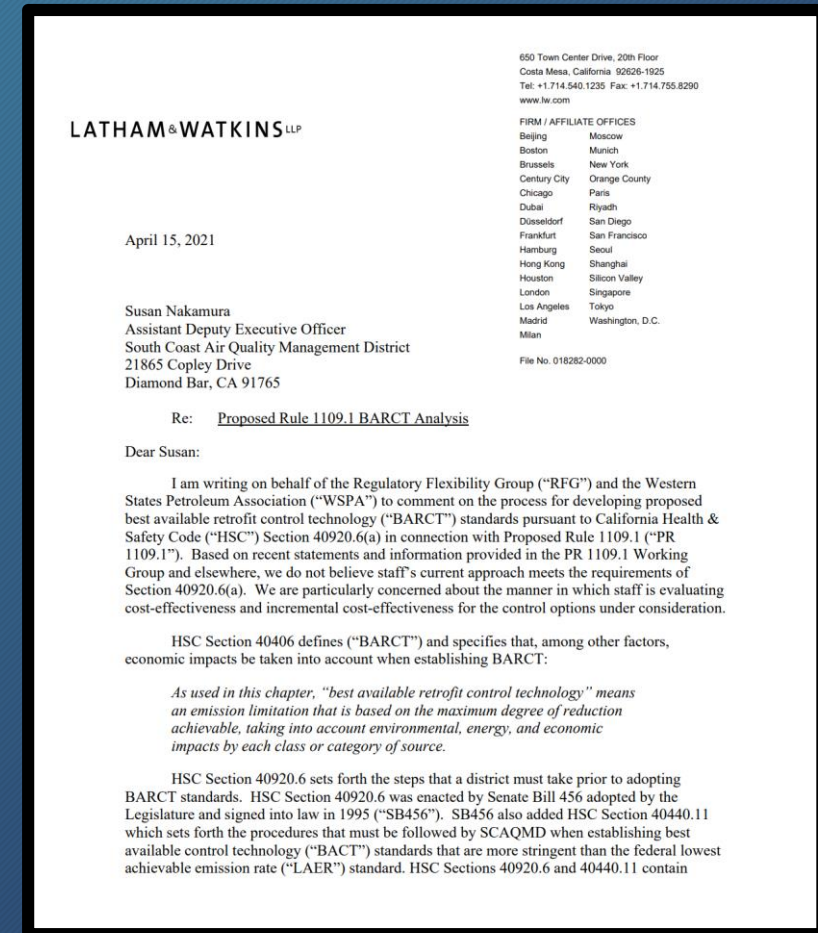 650 Town Center Drive, 20th Floor
Costa Mesa, California 92626-1925
Tel: +1.714.540.1235 Fax: +1.714.755.8290
www.lw.com
LATHAM&WATKINS LLP
FIRM / AFFILIATE OFFICES
Beijing Moscow
Boston Munich
Brussels New York
Century City Orange County
Chicago Paris
Dubai Riyadh
Düsseldorf San Diego
Frankfurt San Francisco
Hamburg Seoul
Hong Kong Shanghai
Houston Silicon Valley
London Singapore
Los Angeles Tokyo
Madrid Washington, D.C.
Milan
File No. 018282-0000
April 15, 2021
Susan Nakamura
Assistant Deputy Executive Officer
South Coast Air Quality Management District
21865 Copley Drive
Diamond Bar, CA 91765
Re: Proposed Rule 1109.1 BARCT Analysis
Dear Susan:
I am writing on behalf of the Regulatory Flexibility Group (“RFG”) and the Western
States Petroleum Association (“WSPA”) to comment on the process for developing proposed
best available retrofit control technology (“BARCT”) standards pursuant to California Health &
Safety Code (“HSC”) Section 40920.6(a) in connection with Proposed Rule 1109.1 (“PR
1109.1”). Based on recent statements and information provided in the PR 1109.1 Working
Group and elsewhere, we do not believe staff’s current approach meets the requirements of
Section 40920.6(a). We are particularly concerned about the manner in which staff is evaluating
cost-effectiveness and incremental cost-effectiveness for the control options under consideration.
HSC Section 40406 defines (“BARCT”) and specifies that, among other factors,
economic impacts be taken into account when establishing BARCT:
As used in this chapter, “best available retrofit control technology” means
an emission limitation that is based on the maximum degree of reduction
achievable, taking into account environmental, energy, and economic
impacts by each class or category of source.
HSC Section 40920.6 sets forth the steps that a district must take prior to adopting
BARCT standards. HSC Section 40920.6 was enacted by Senate Bill 456 adopted by the
Legislature and signed into law in 1995 (“SB456”). SB456 also added HSC Section 40440.11
which sets forth the procedures that must be followed by SCAQMD when establishing best
available control technology (“BACT”) standards that are more stringent than the federal lowest
achievable emission rate (“LAER”) standard. HSC Sections 40920.6 and 40440.11 contain